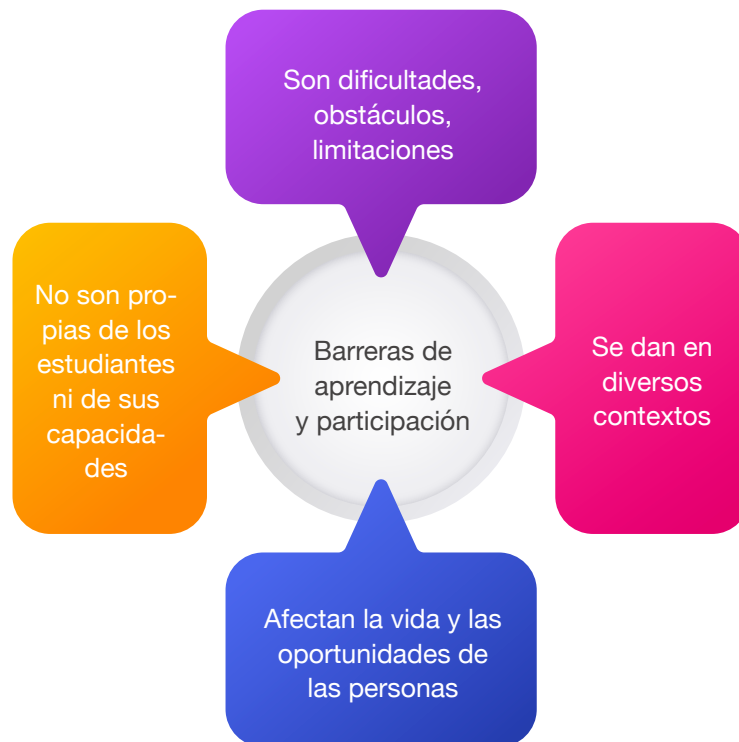 Son dificultades,
obstáculos,
limitaciones
No son pro-
pias de los
estudiantes
ni de sus
capacida-
des
Barreras de
aprendizaje
y participación
Se dan en
diversos
contextos
Afectan la vida y las
oportunidades de
las personas